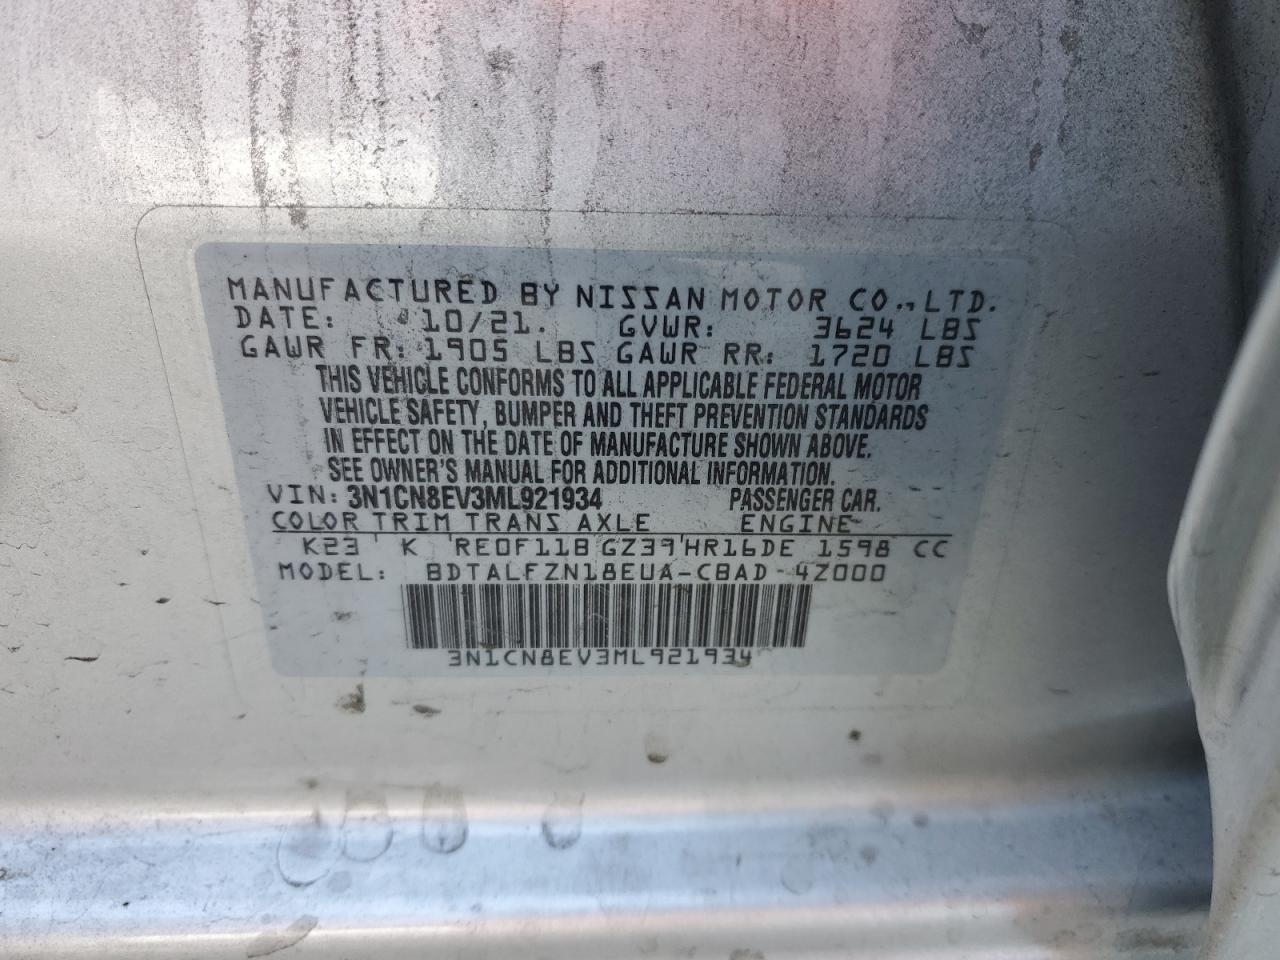 MANUFACTURED BY NISSAN MOTOR CO., LTD.
DATE: 10/21. GVWR: 3624 LBS
GAWR FR: 1905 LBS GAWR RR: 1720 LBS
THIS VEHICLE CONFORMS TO ALL APPLICABLE FEDERAL MOTOR
VEHICLE SAFETY, BUMPER AND THEFT PREVENTION STANDARDS
IN EFFECT ON THE DATE OF MANUFACTURE SHOWN ABOVE.
SEE OWNER'S MANUAL FOR ADDITIONAL INFORMATION.
VIN: 3N1CN8EV3ML921934 PASSENGER CAR.
COLOR TRIM TRANS AXLE ENGINE
K23 K RE0F11B GZ39 HR16DE 1598 CC
MODEL: BDTALFZN18EUA-CBAD-4Z000
3N1CN8EV3ML921934